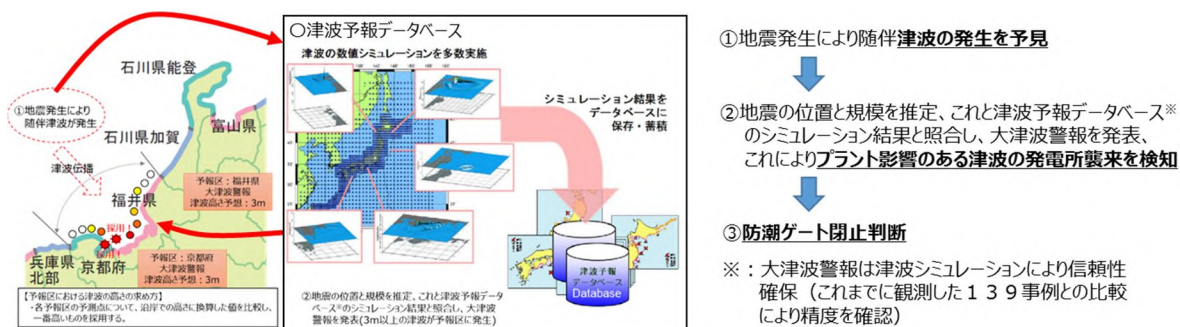 石川県能登
①地震発生により
随伴津波が発生
富山県
石川県加賀
津波伝播
福井県
予報区：福井県
大津波警報
津波高さ予想：3m
採用！
採用！
兵庫県
北部
京都府
予報区：京都府
大津波警報
津波高さ予想：3m
【予報区における津波の高さの求め方】
・各予報区の予測点について、沿岸での高さに換算した値を比較し、
一番高いものを採用する。
〇津波予報データベース
津波の数値シミュレーションを多数実施
シミュレーション結果を
データベースに
保存・蓄積
津波予報
データベース
Database
②地震の位置と規模を推定、これと津波予報データ
ベース※のシミュレーション結果と照合し、大津波
警報を発表(3m以上の津波が予報区に発生)
①地震発生により随伴津波の発生を予見
②地震の位置と規模を推定、これと津波予報データベース※
のシミュレーション結果と照合し、大津波警報を発表、
これによりプラント影響のある津波の発電所襲来を検知
③防潮ゲート閉止判断
※：大津波警報は津波シミュレーションにより信頼性
確保（これまでに観測した１３９事例との比較
により精度を確認）